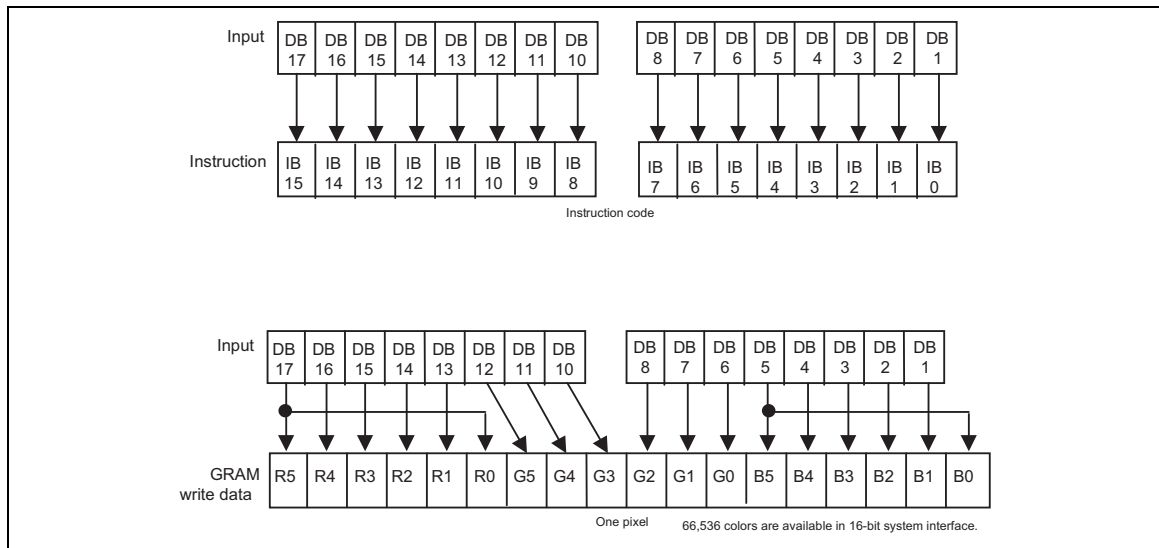 Input DB DB DB DB DB DB DB DB DB DB DB DB DB DB DB DB
17 16 15 14 13 12 11 10 8 7 6 5 4 3 2 1
Instruction IB IB IB IB IB IB IB IB IB IB IB IB IB IB IB IB
15 14 13 12 11 10 9 8 7 6 5 4 3 2 1 0
Instruction code
Input DB DB DB DB DB DB DB DB DB DB DB DB DB DB DB DB
17 16 15 14 13 12 11 10 8 7 6 5 4 3 2 1
GRAM R5 R4 R3 R2 R1 R0 G5 G4 G3 G2 G1 G0 B5 B4 B3 B2 B1 B0
write data
One pixel 66,536 colors are available in 16-bit system interface.